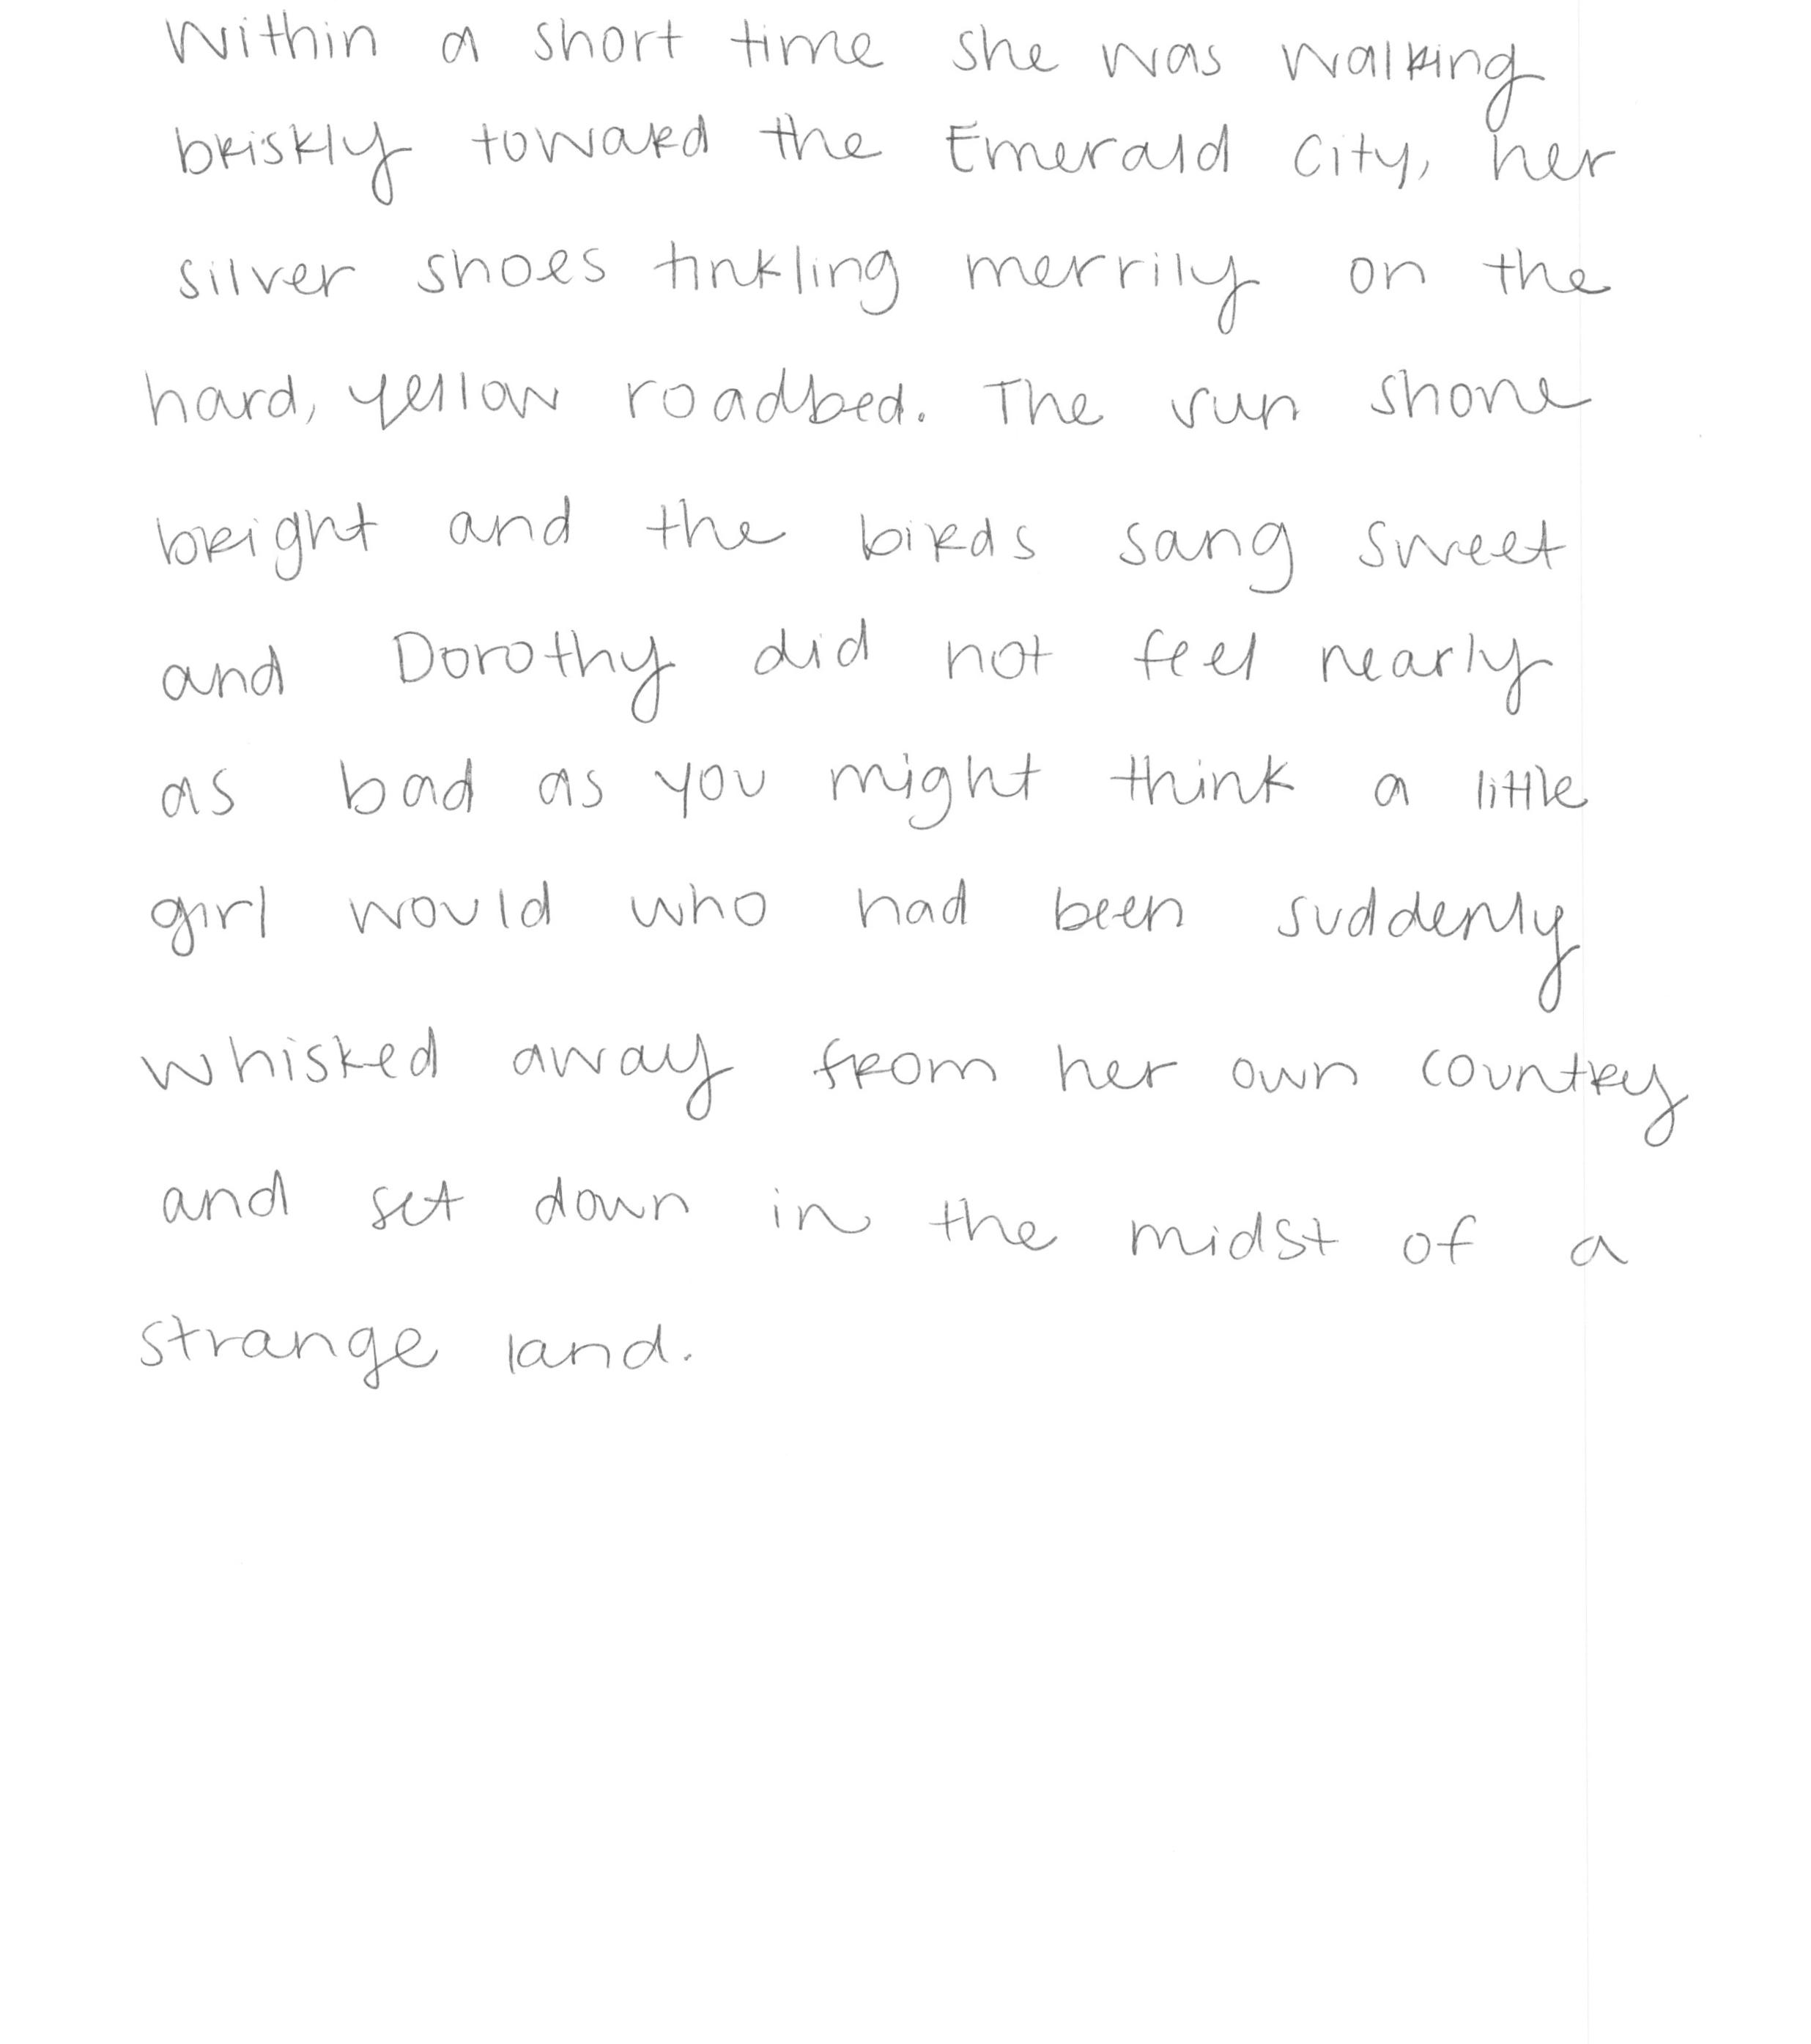 Within a short time she was walking
briskly toward the Emerald City, her
silver shoes tinkling merrily on the
hard, yellow roadbed. The sun shone
bright and the birds sang sweet
and Dorothy did not feel nearly
as bad as you might think a little
girl would who had been suddenly
whisked away from her own country
and set down in the midst of a
strange land.